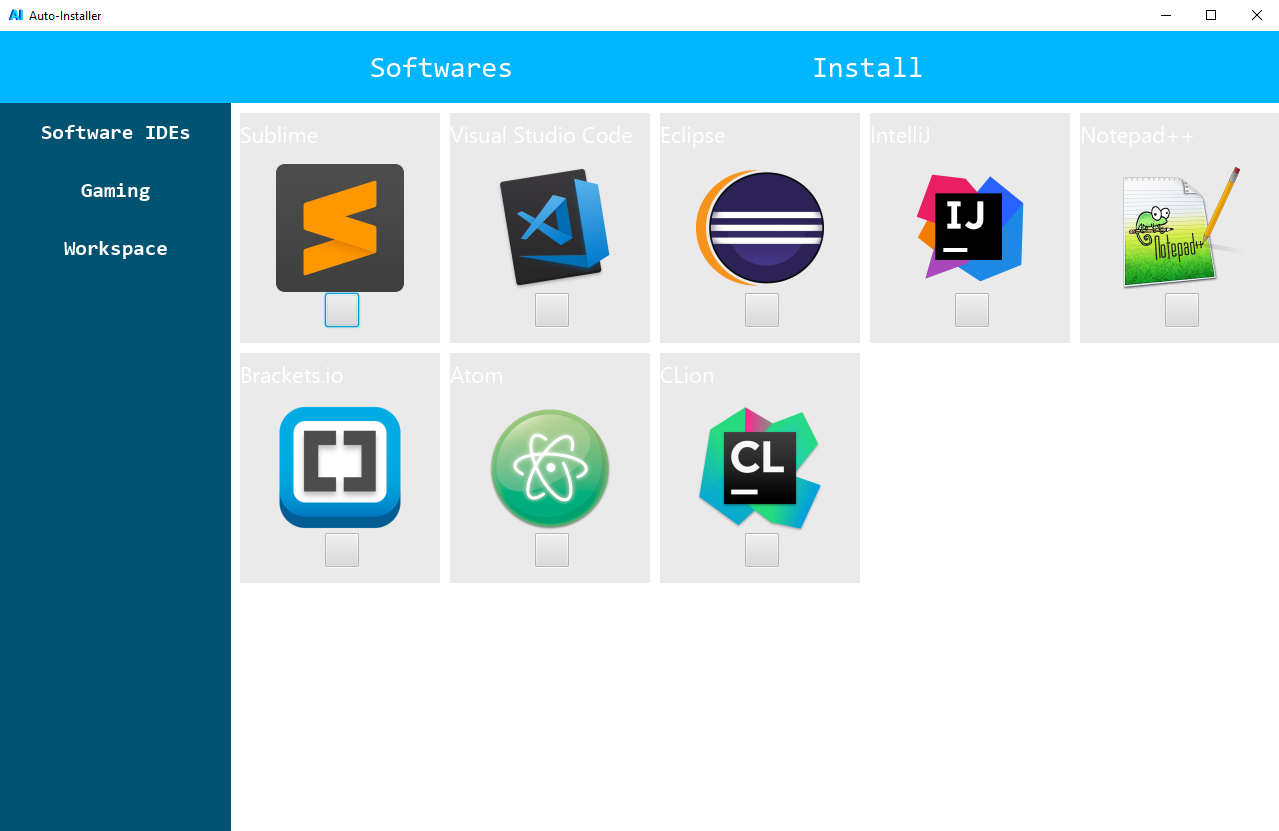 AI Auto-Installer
Softwares Install
Software IDEs
Gaming
Workspace
Sublime Visual Studio Code Eclipse IntelliJ Notepad++
IJ
Notepad++
Brackets.io Atom CLion
CL